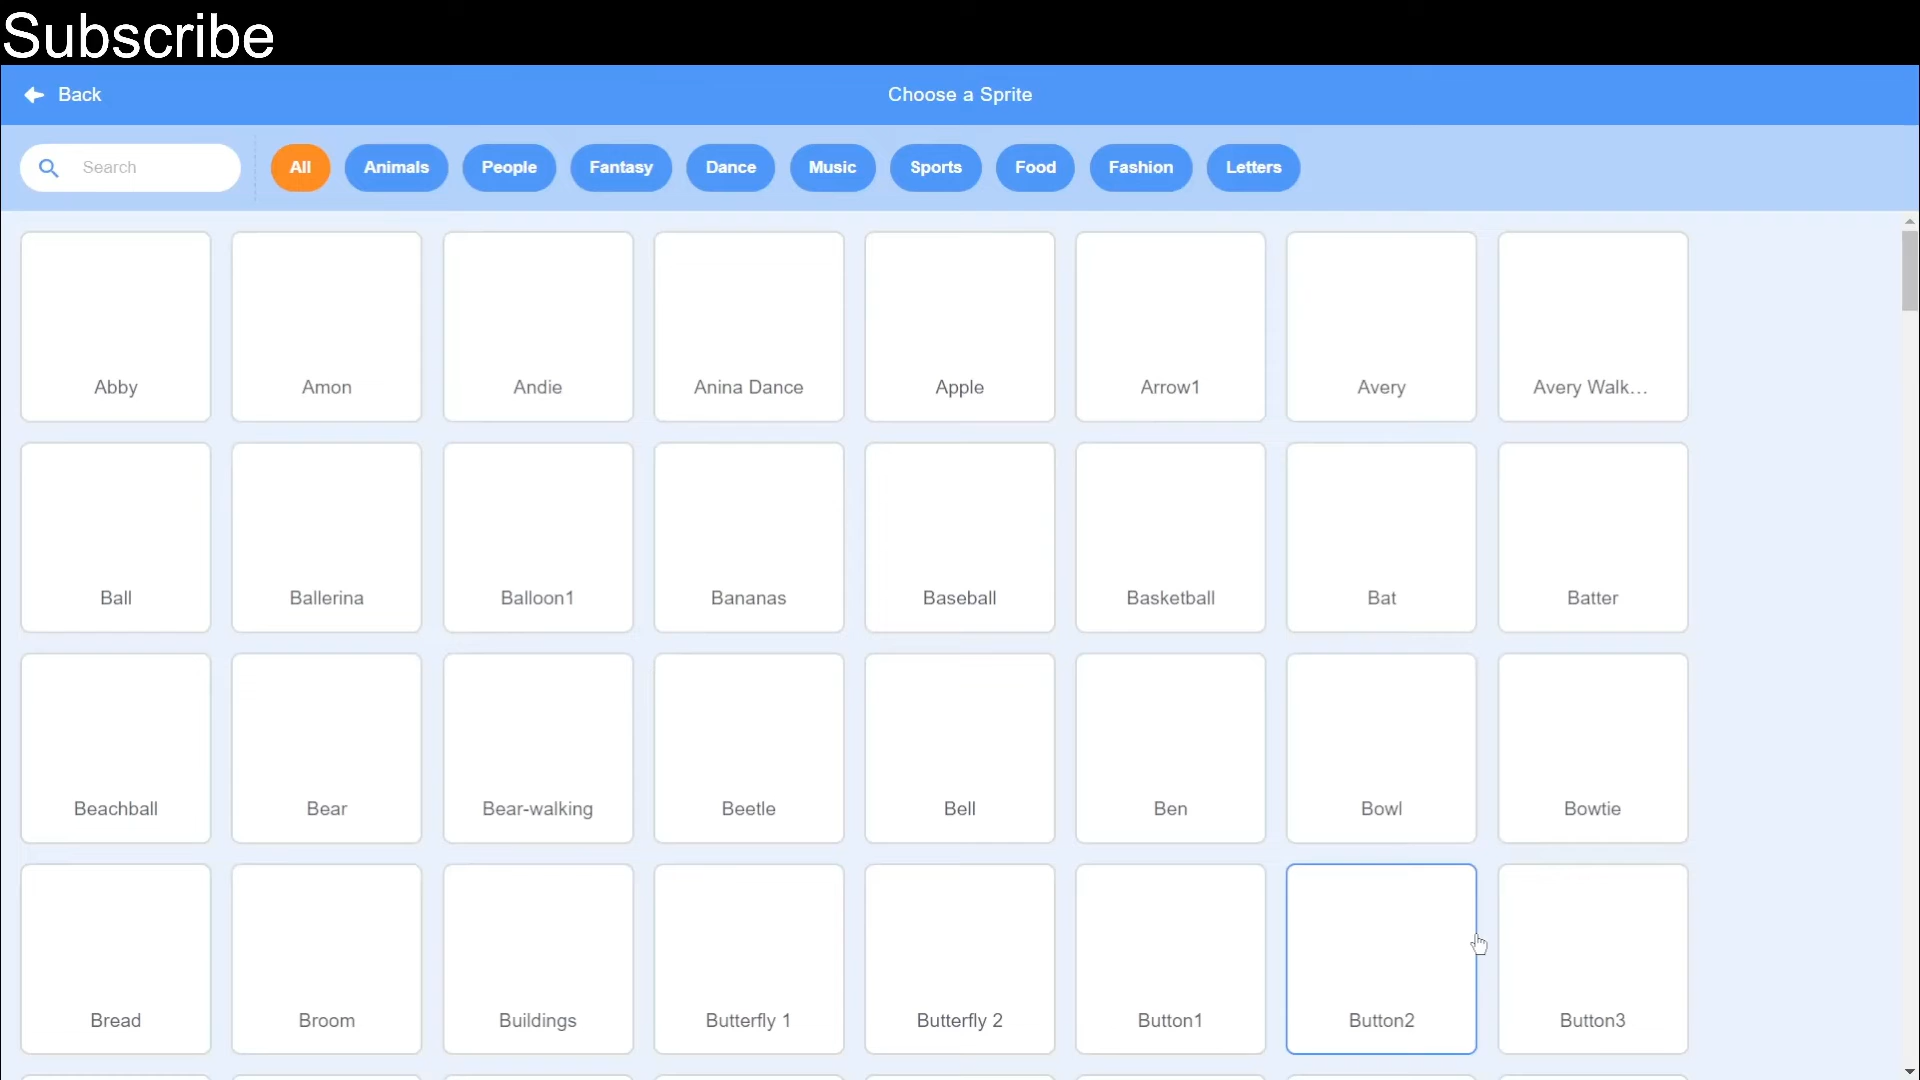 Subscribe
Back
Choose a Sprite
Search
All
Animals
People
Fantasy
Dance
Music
Sports
Food
Fashion
Letters
Abby
Amon
Andie
Anina Dance
Apple
Arrow1
Avery
Avery Walk...
Ball
Ballerina
Balloon1
Bananas
Baseball
Basketball
Bat
Batter
Beachball
Bear
Bear-walking
Beetle
Bell
Ben
Bowl
Bowtie
Bread
Broom
Buildings
Butterfly 1
Butterfly 2
Button1
Button2
Button3